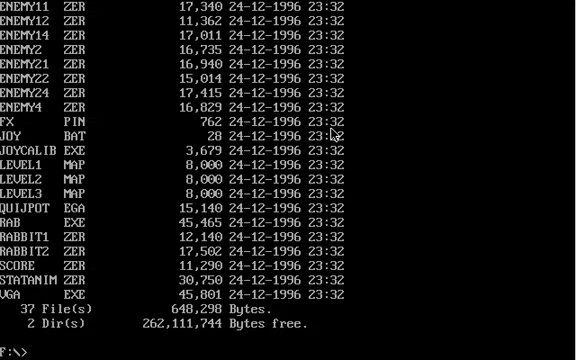 ENEMY11  ZER          17,340 24-12-1996 23:32
ENEMY12  ZER          11,362 24-12-1996 23:32
ENEMY14  ZER          17,011 24-12-1996 23:32
ENEMY2   ZER          16,735 24-12-1996 23:32
ENEMY21  ZER          16,940 24-12-1996 23:32
ENEMY22  ZER          15,014 24-12-1996 23:32
ENEMY24  ZER          17,415 24-12-1996 23:32
ENEMY4   ZER          16,829 24-12-1996 23:32
FX       PIN             762 24-12-1996 23:32
JOY      BAT              28 24-12-1996 23:32
JOYCALIB EXE           3,679 24-12-1996 23:32
LEVEL1   MAP           8,000 24-12-1996 23:32
LEVEL2   MAP           8,000 24-12-1996 23:32
LEVEL3   MAP           8,000 24-12-1996 23:32
QUIJPOT  EGA          15,140 24-12-1996 23:32
RAB      EXE          45,465 24-12-1996 23:32
RABBIT1  ZER          12,140 24-12-1996 23:32
RABBIT2  ZER          17,502 24-12-1996 23:32
SCORE    ZER          11,290 24-12-1996 23:32
STATANIM ZER          30,750 24-12-1996 23:32
VGA      EXE          45,801 24-12-1996 23:32
37 File(s)         648,298 Bytes.
2 Dir(s)      262,111,744 Bytes free.
F:\>